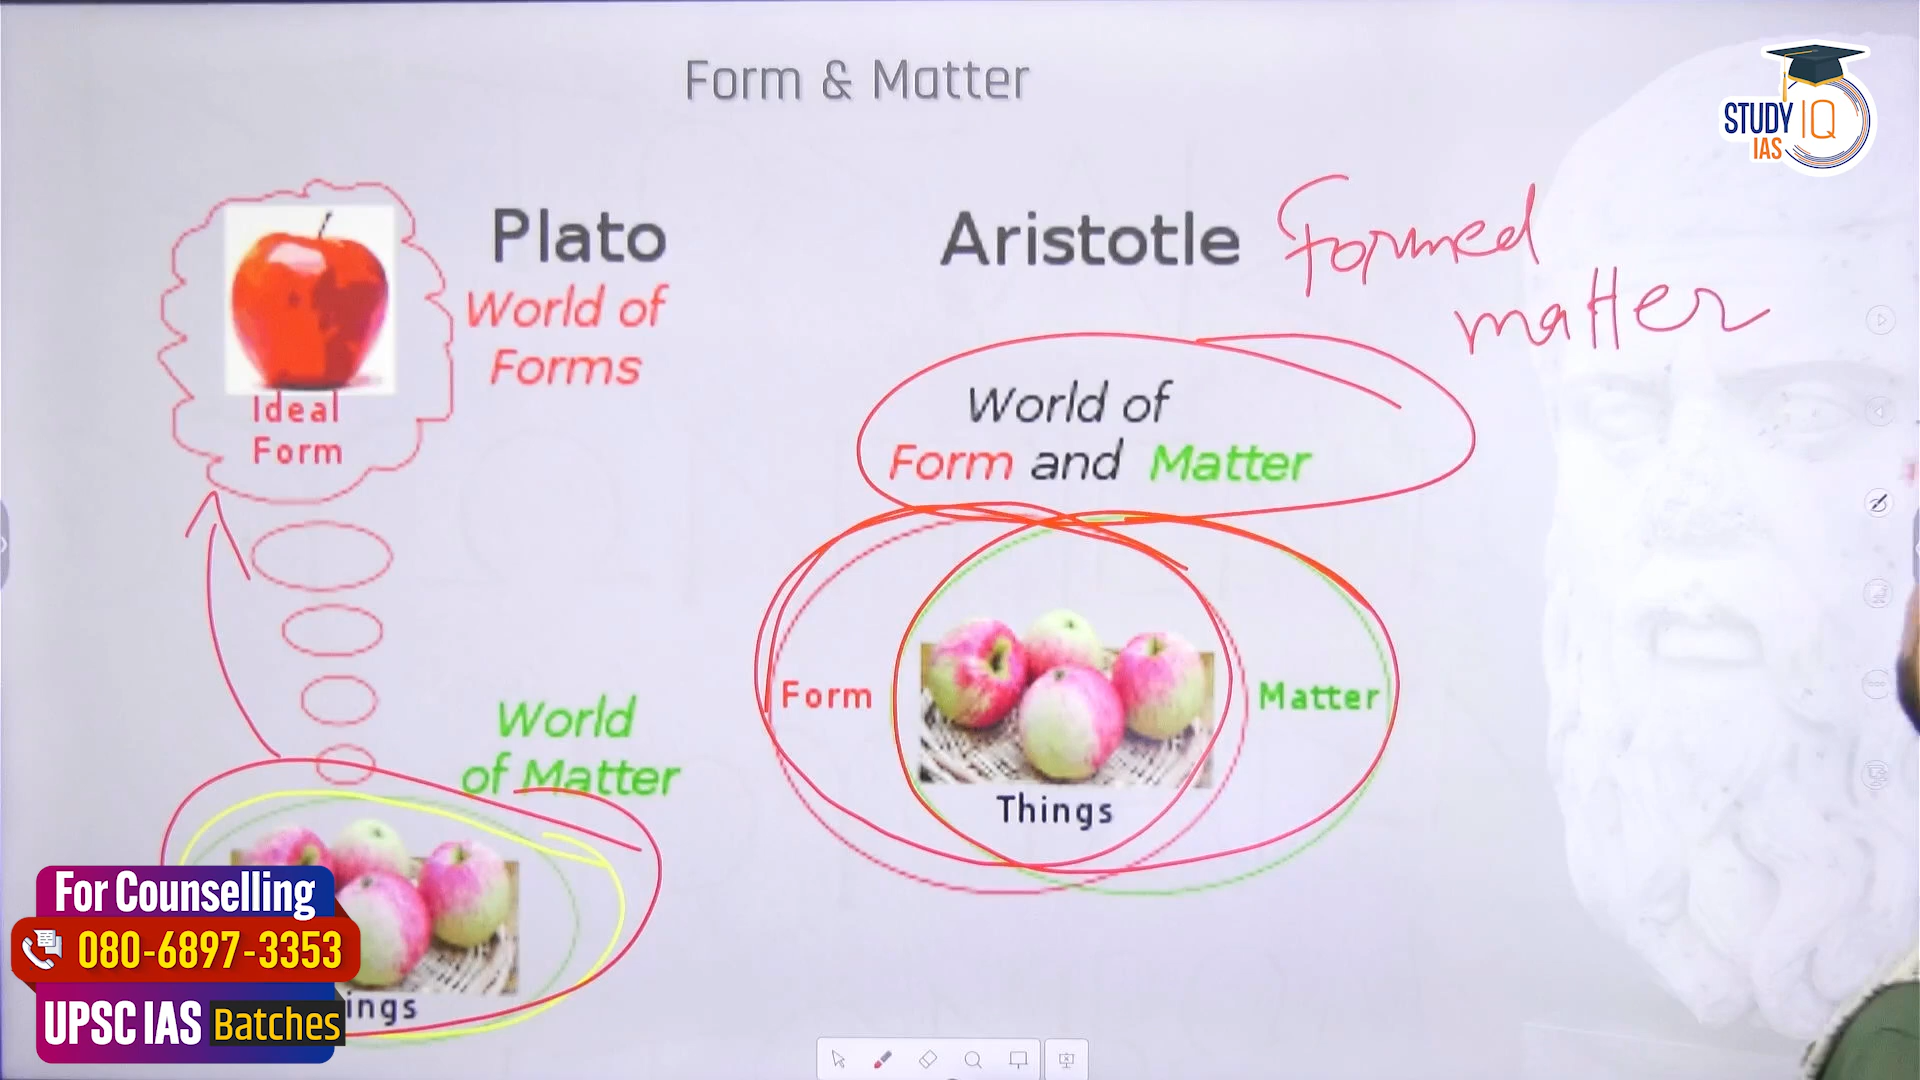 Form & Matter
STUDY IQ
IAS
Plato
World of
Forms
Ideal
Form
World
of Matter
ings
Aristotle
Formed
matter
World of
Form and Matter
Form
Matter
Things
For Counselling
080-6897-3353
UPSC IAS Batches